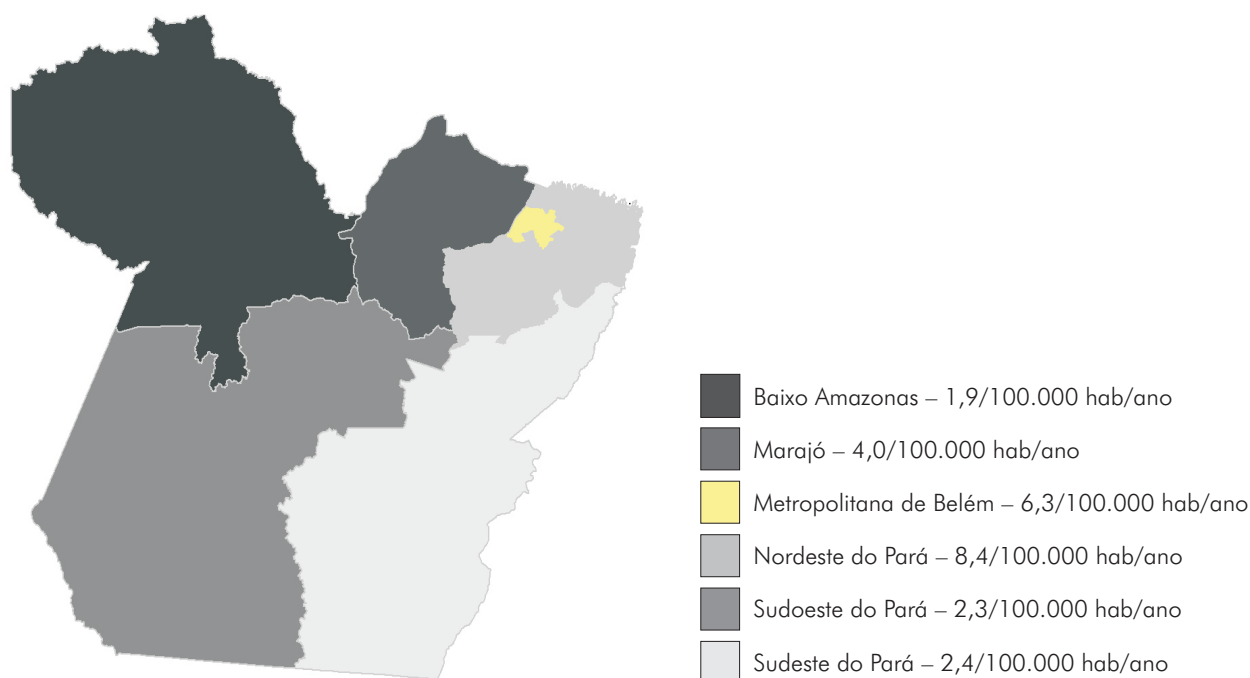 Baixo Amazonas – 1,9/100.000 hab/ano
Marajó – 4,0/100.000 hab/ano
Metropolitana de Belém – 6,3/100.000 hab/ano
Nordeste do Pará – 8,4/100.000 hab/ano
Sudoeste do Pará – 2,3/100.000 hab/ano
Sudeste do Pará – 2,4/100.000 hab/ano